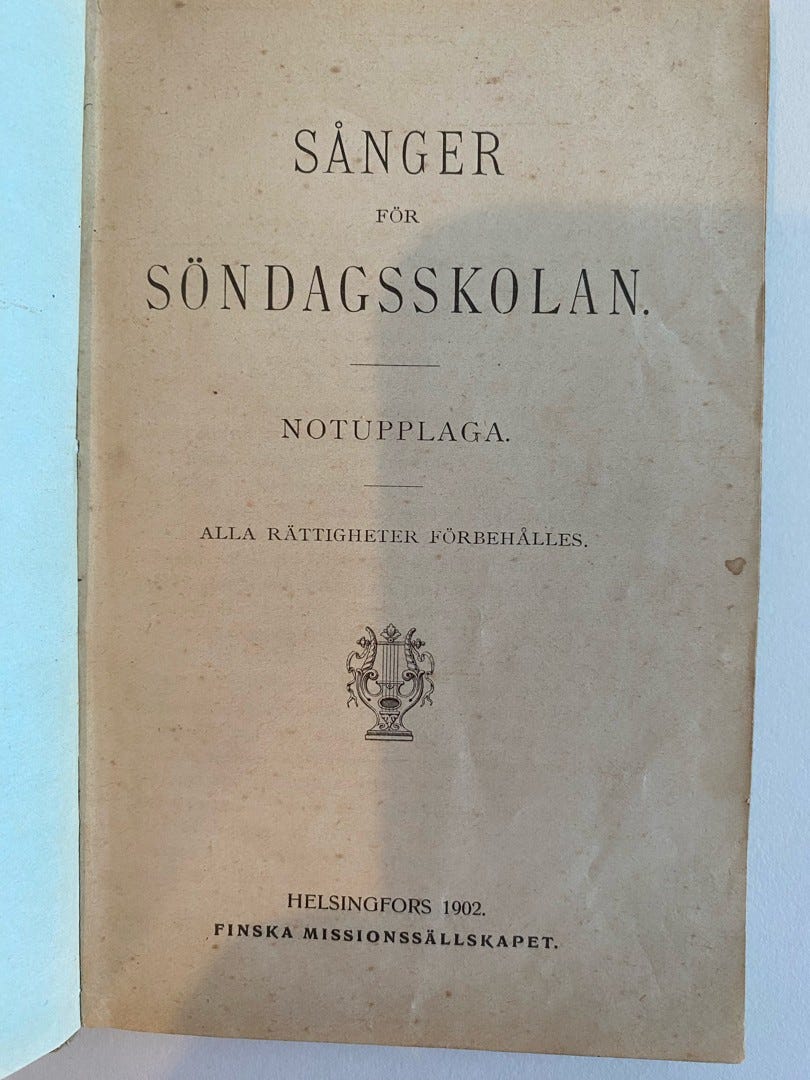 SÅNGER
FÖR
SÖNDAGSSKOLAN.
NOTUPPLAGA.
ALLA RÄTTIGHETER FÖRBEHÅLLES.
HELSINGFORS 1902.
FINSKA MISSIONSSÄLLSKAPET.